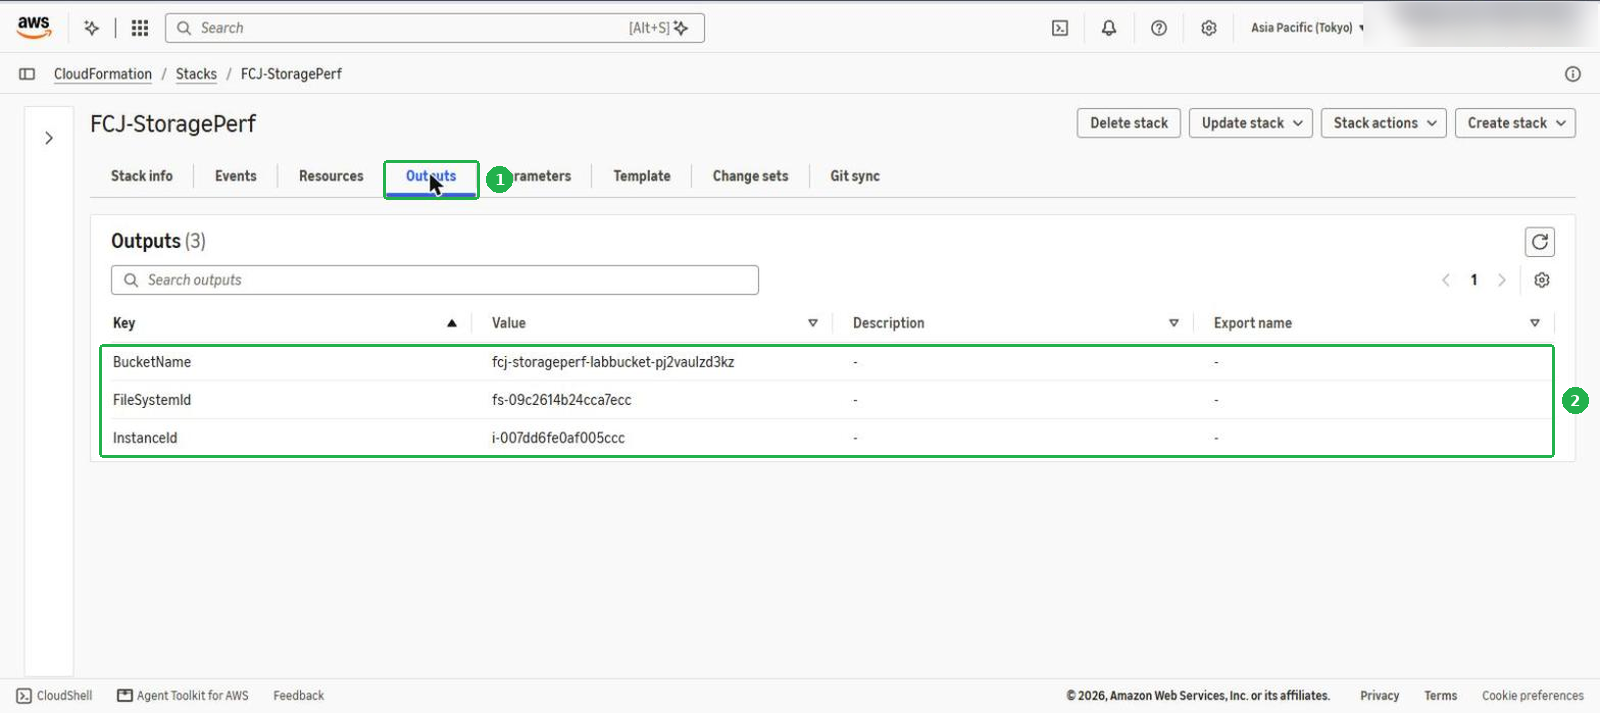 aws
Search [Alt+S]
Asia Pacific (Tokyo)
CloudFormation / Stacks / FCJ-StoragePerf
FCJ-StoragePerf
Delete stack Update stack Stack actions Create stack
Stack info Events Resources Outputs 1 rameters Template Change sets Git sync
Outputs (3)
Search outputs
1
Key Value Description Export name
BucketName fcj-storageperf-labbucket-pj2vaulzd3kz - -
FileSystemId fs-09c2614b24cca7ecc - -
2
InstanceId i-007dd6fe0af005ccc - -
CloudShell Agent Toolkit for AWS Feedback © 2026, Amazon Web Services, Inc. or its affiliates. Privacy Terms Cookie preferences